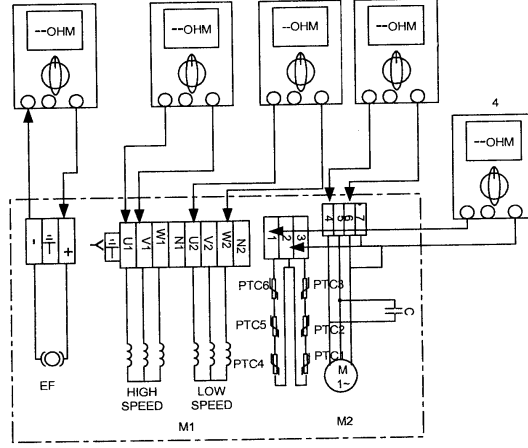 --OHM
--OHM
--OHM
--OHM
4
--OHM
-
+
U1
V1
W1
N1
U2
V2
W2
N2
1
2
3
4
5
6
7
PTC6
PTC3
PTC5
PTC2
PTC4
PTC1
C
M
1~
EF
HIGH
SPEED
LOW
SPEED
M1
M2